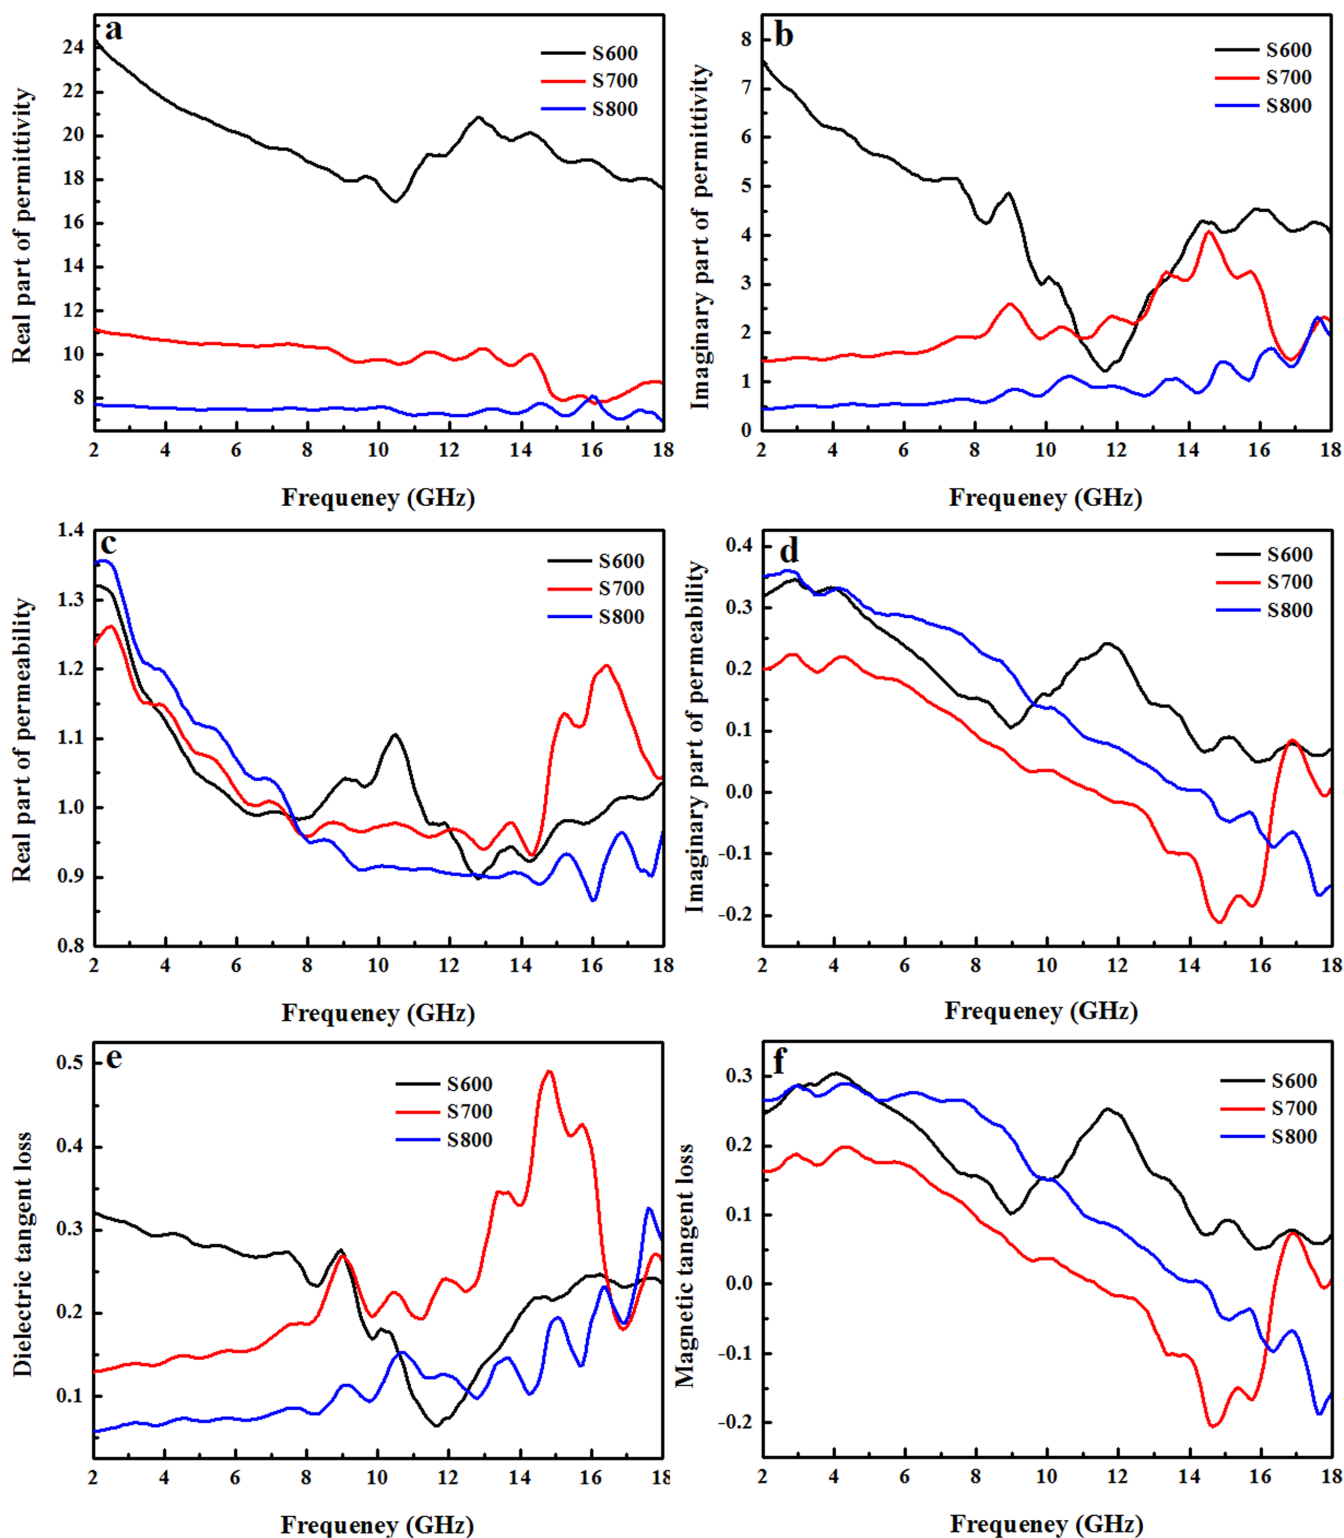 a
S600
S700
S800
24
22
20
18
16
14
12
10
8
Real part of permittivity
2 4 6 8 10 12 14 16 18
Frequeney (GHz)
b
S600
S700
S800
8
7
6
5
4
3
2
1
0
Imaginary part of permittivity
2 4 6 8 10 12 14 16 18
Frequeney (GHz)
c
S600
S700
S800
1.4
1.3
1.2
1.1
1.0
0.9
0.8
Real part of permeability
2 4 6 8 10 12 14 16 18
Frequeney (GHz)
d
S600
S700
S800
0.4
0.3
0.2
0.1
0.0
-0.1
-0.2
Imaginary part of permeability
2 4 6 8 10 12 14 16 18
Frequeney (GHz)
e
S600
S700
S800
0.5
0.4
0.3
0.2
0.1
Dielectric tangent loss
2 4 6 8 10 12 14 16 18
Frequeney (GHz)
f
S600
S700
S800
0.3
0.2
0.1
0.0
-0.1
-0.2
Magnetic tangent loss
2 4 6 8 10 12 14 16 18
Frequeney (GHz)